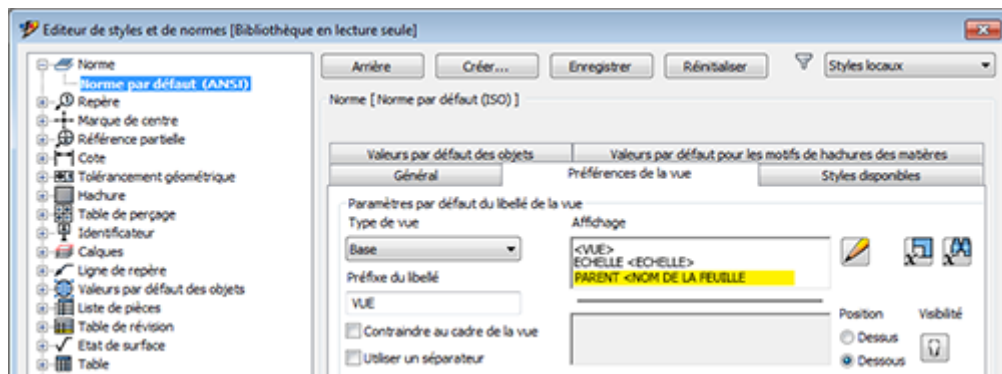 Editeur de styles et de normes [Bibliothèque en lecture seule]
Norme
Norme par défaut (ANSI)
Repère
Marque de centre
Référence partielle
Cote
Tolérancement géométrique
Hachure
Table de perçage
Identificateur
Calques
Ligne de repère
Valeurs par défaut des objets
Liste de pièces
Table de révision
Etat de surface
Table
Arrière Créer... Enregistrer Réinitialiser Styles locaux
Norme [ Norme par défaut (ISO) ]
Valeurs par défaut des objets Valeurs par défaut pour les motifs de hachures des matières
Général Préférences de la vue Styles disponibles
Paramètres par défaut du libellé de la vue
Type de vue Affichage
Base <VUE>
ECHELLE <ECHELLE>
Préfixe du libellé PARENT <NOM DE LA FEUILLE
VUE
Position Visibilité
Contraindre au cadre de la vue Dessus
Utiliser un séparateur Dessous